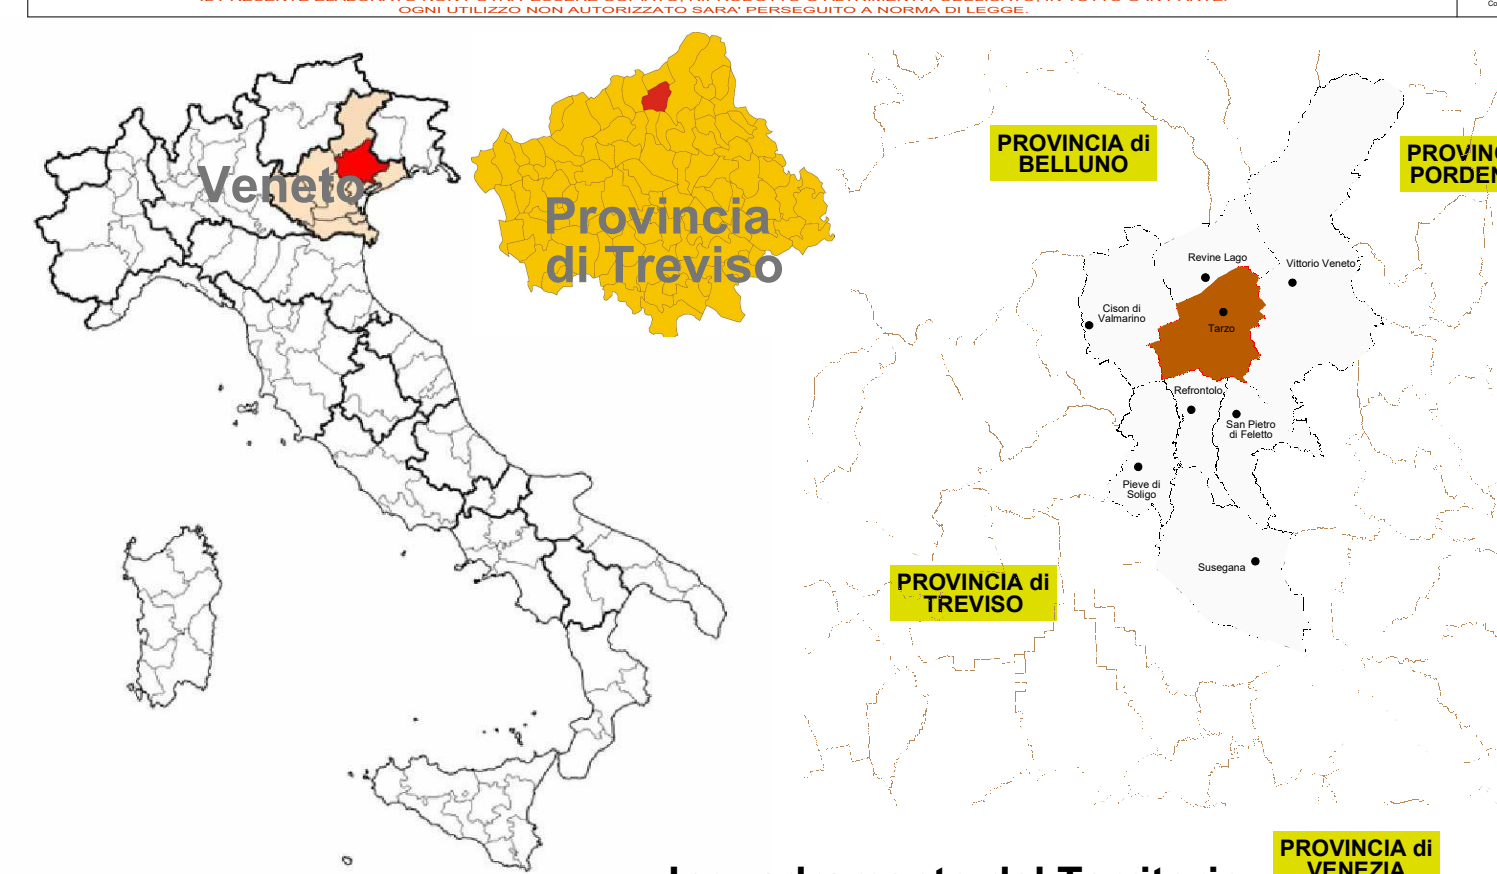 OGNI UTILIZZO NON AUTORIZZATO SARA' PERSEGUITO A NORMA DI LEGGE.
Veneto
Provincia
di Treviso
PROVINCIA di
BELLUNO
Revine Lago
Vittorio Veneto
Cison di
Valmarino
Tarzo
Refrontolo
San Pietro
di Feletto
Pieve di
Soligo
Susegana
PROVINCIA di
TREVISO
PROVINCIA di
VENEZIA